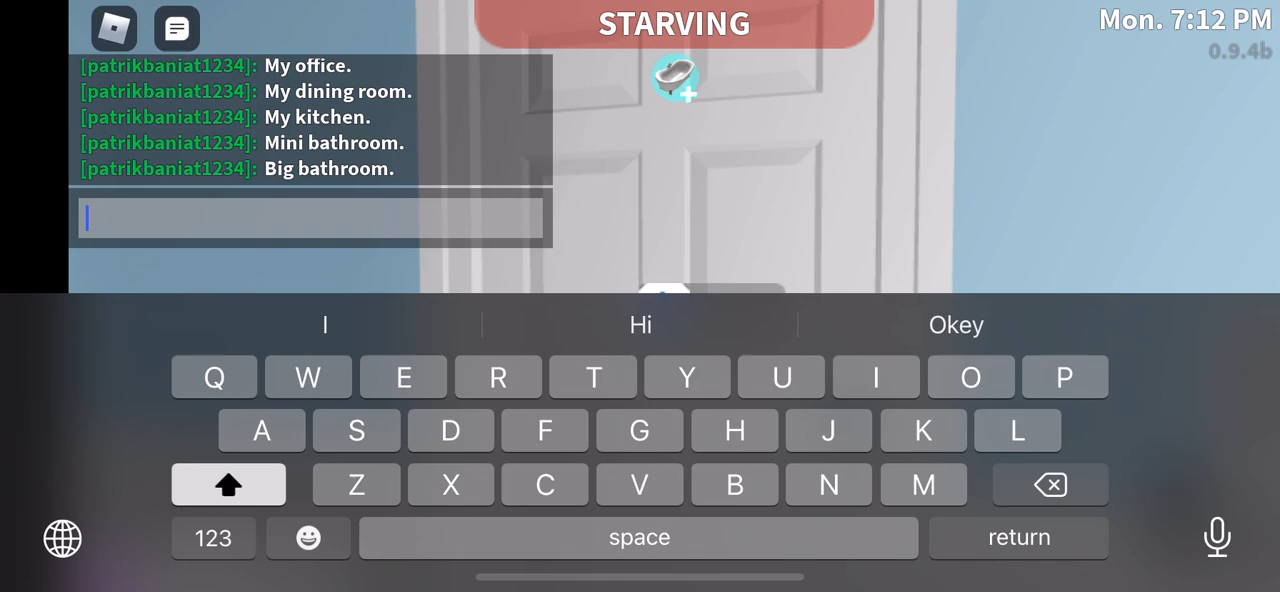 STARVING
Mon. 7:12 PM
0.9.4b
[patrikbaniat1234]: My office.
[patrikbaniat1234]: My dining room.
[patrikbaniat1234]: My kitchen.
[patrikbaniat1234]: Mini bathroom.
[patrikbaniat1234]: Big bathroom.
I Hi Okey
Q W E R T Y U I O P
A S D F G H J K L
Z X C V B N M
123 space return